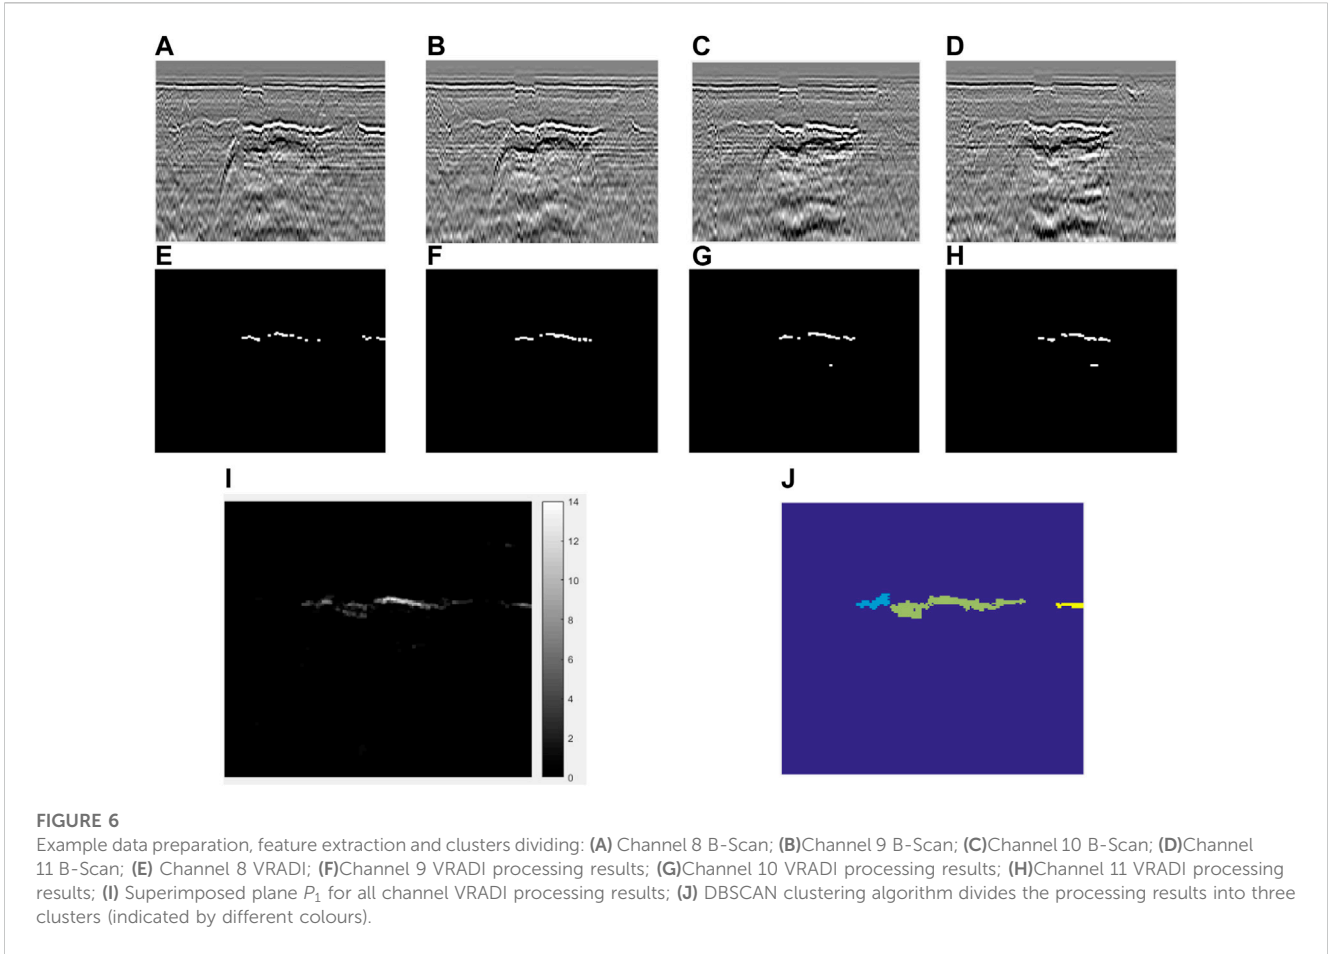 A
B
C
D
E
F
G
H
I
J
14
12
10
8
6
4
2
0
FIGURE 6
Example data preparation, feature extraction and clusters dividing: (A) Channel 8 B-Scan; (B)Channel 9 B-Scan; (C)Channel 10 B-Scan; (D)Channel
11 B-Scan; (E) Channel 8 VRADI; (F)Channel 9 VRADI processing results; (G)Channel 10 VRADI processing results; (H)Channel 11 VRADI processing
results; (I) Superimposed plane P₁ for all channel VRADI processing results; (J) DBSCAN clustering algorithm divides the processing results into three
clusters (indicated by different colours).